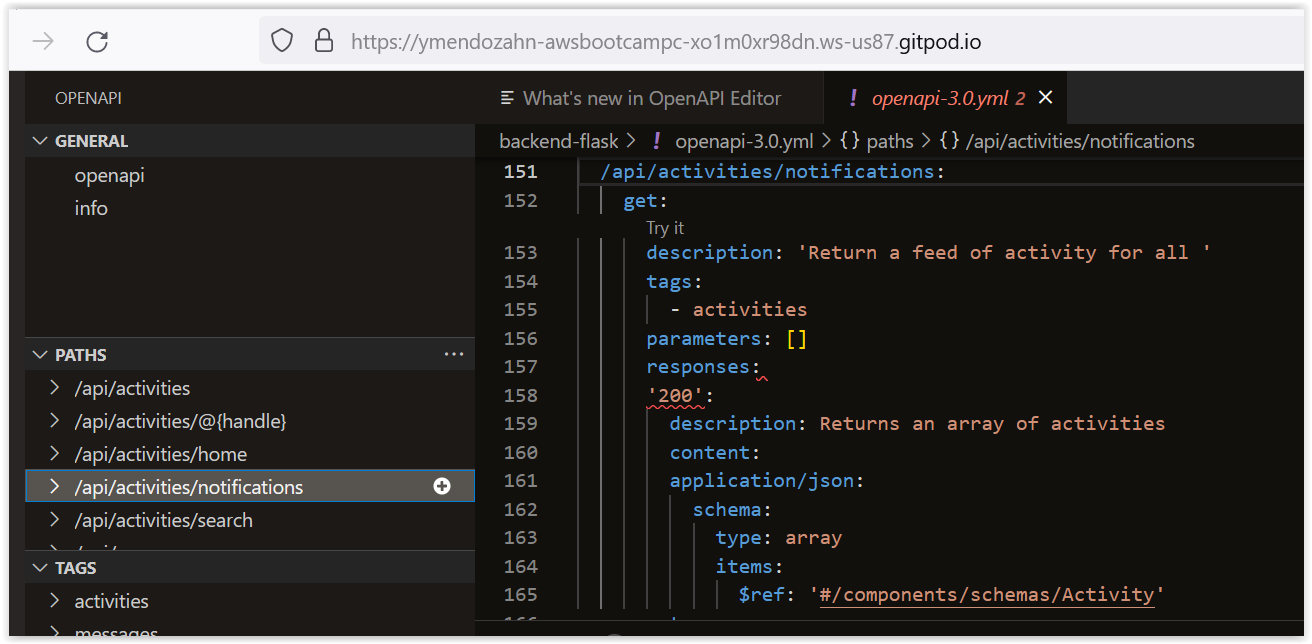 https://ymendozahn-awsbootcampc-xo1m0xr98dn.ws-us87.gitpod.io
OPENAPI
GENERAL
openapi
info
PATHS
/api/activities
/api/activities/@{handle}
/api/activities/home
/api/activities/notifications
/api/activities/search
TAGS
activities
messages
What's new in OpenAPI Editor
! openapi-3.0.yml 2
backend-flask > ! openapi-3.0.yml > {} paths > {} /api/activities/notifications
151 /api/activities/notifications:
152 get:
Try it
153 description: 'Return a feed of activity for all '
154 tags:
155 - activities
156 parameters: []
157 responses:
158 '200':
159 description: Returns an array of activities
160 content:
161 application/json:
162 schema:
163 type: array
164 items:
165 $ref: '#/components/schemas/Activity'